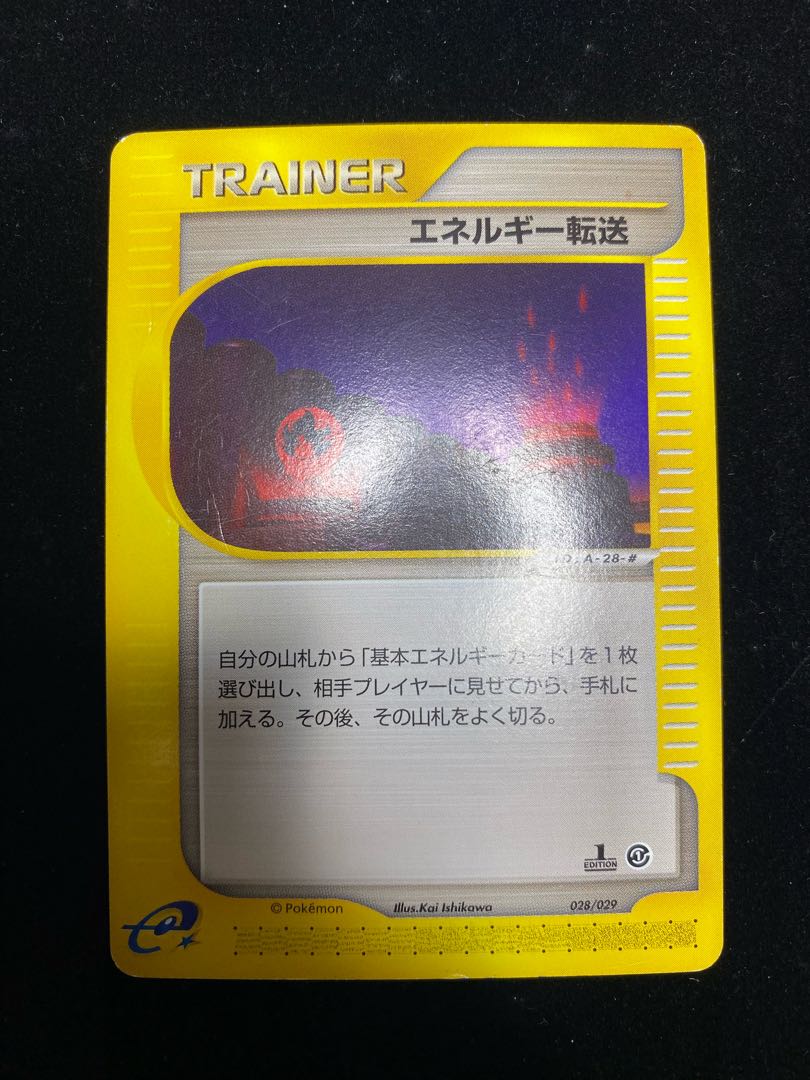 TRAINER
エネルギー転送
ID. A-28-#
自分の山札から「基本エネルギーカード」を1枚
選び出し、相手プレイヤーに見せてから、手札に
加える。その後、その山札をよく切る。
1
EDITION
© Pokémon
Illus.Kai Ishikawa
028/029